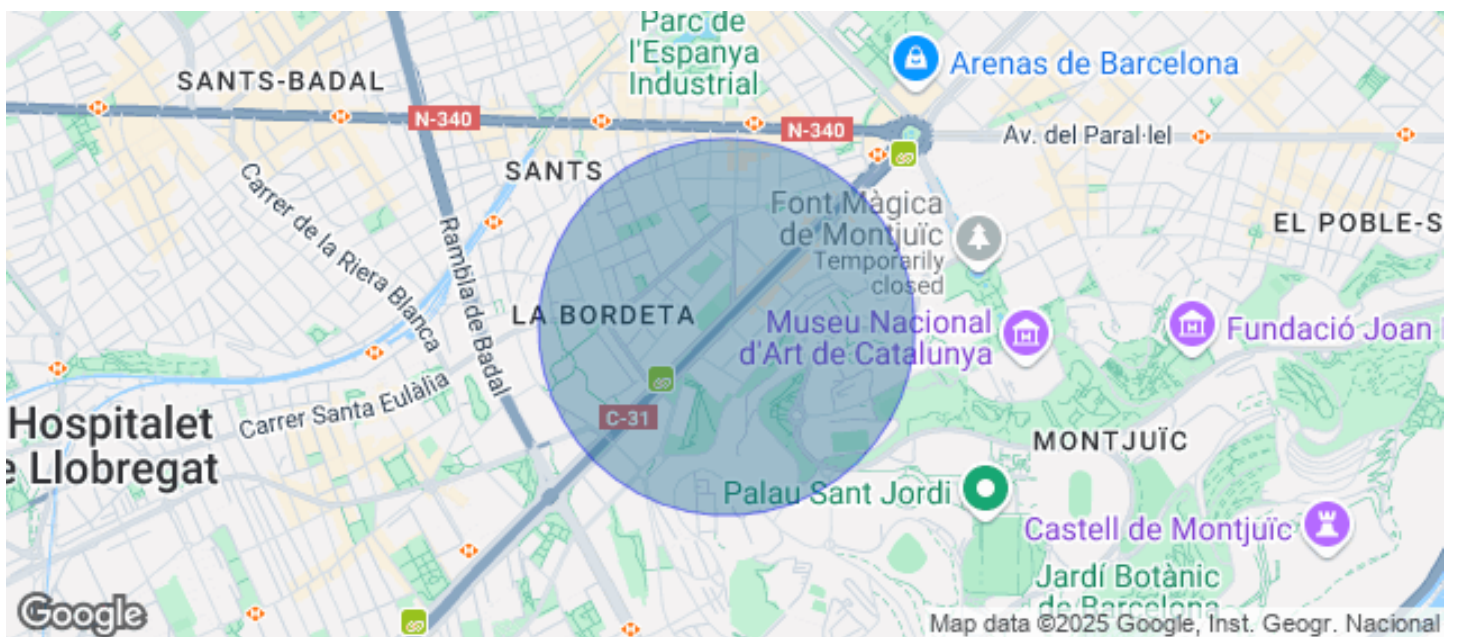 Parc de
l'Espanya
Industrial
Arenas de Barcelona
SANTS-BADAL
N-340
N-340
Av. del Paral·lel
SANTS
Carrer de la Riera Blanca
Rambla de Badal
Font Màgica
de Montjuïc
Temporarily
closed
EL POBLE-S
LA BORDETA
Museu Nacional
d'Art de Catalunya
Fundació Joan
C-31
Carrer Santa Eulàlia
Hospitalet
e Llobregat
MONTJUÏC
Palau Sant Jordi
Castell de Montjuïc
Jardí Botànic
de Barcelona
Google
Map data ©2025 Google, Inst. Geogr. Nacional